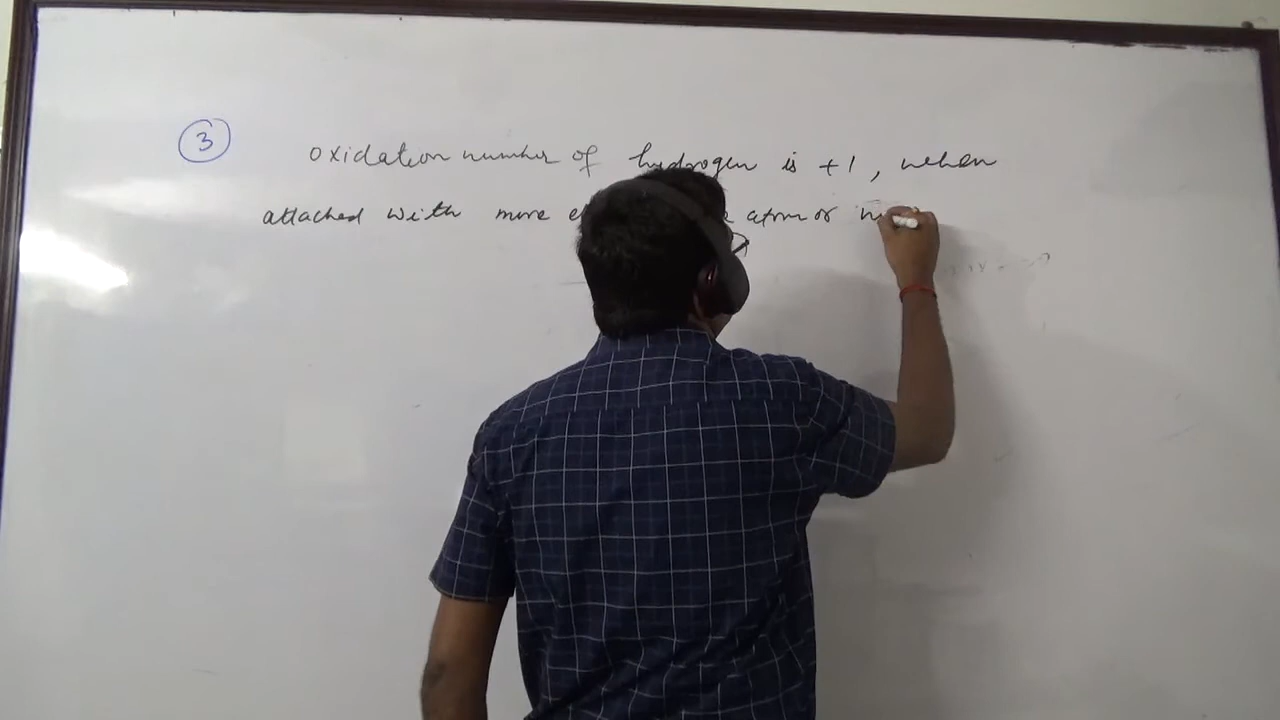 3
oxidation number of hydrogen is +1, when
attached with more atom or